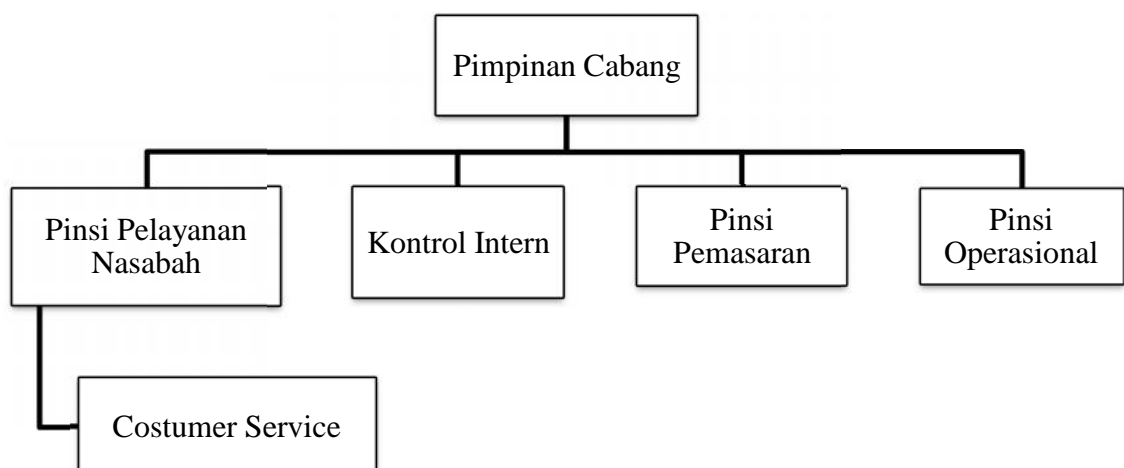 Pimpinan Cabang
Pinsi Pelayanan
Nasabah
Kontrol Intern
Pinsi
Pemasaran
Pinsi
Operasional
Costumer Service